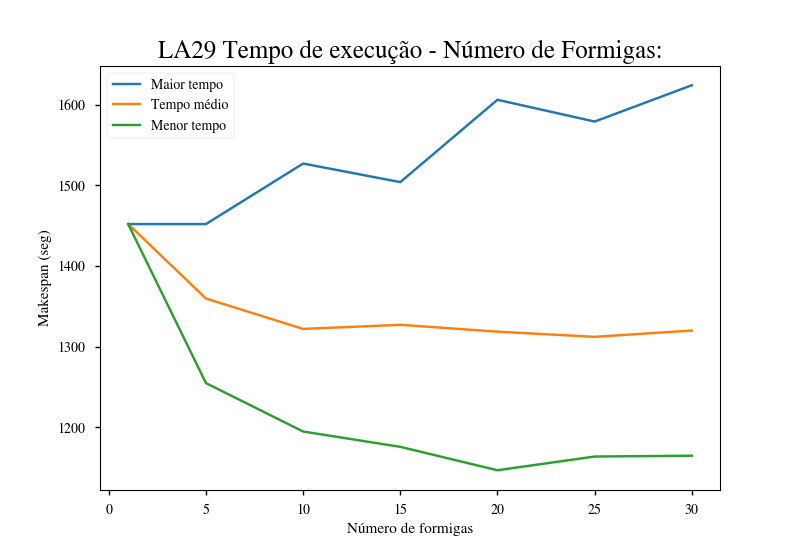 LA29 Tempo de execução - Número de Formigas:
Maior tempo
Tempo médio
Menor tempo
1600
1500
1400
1300
1200
Makespan (seg)
0 5 10 15 20 25 30
Número de formigas